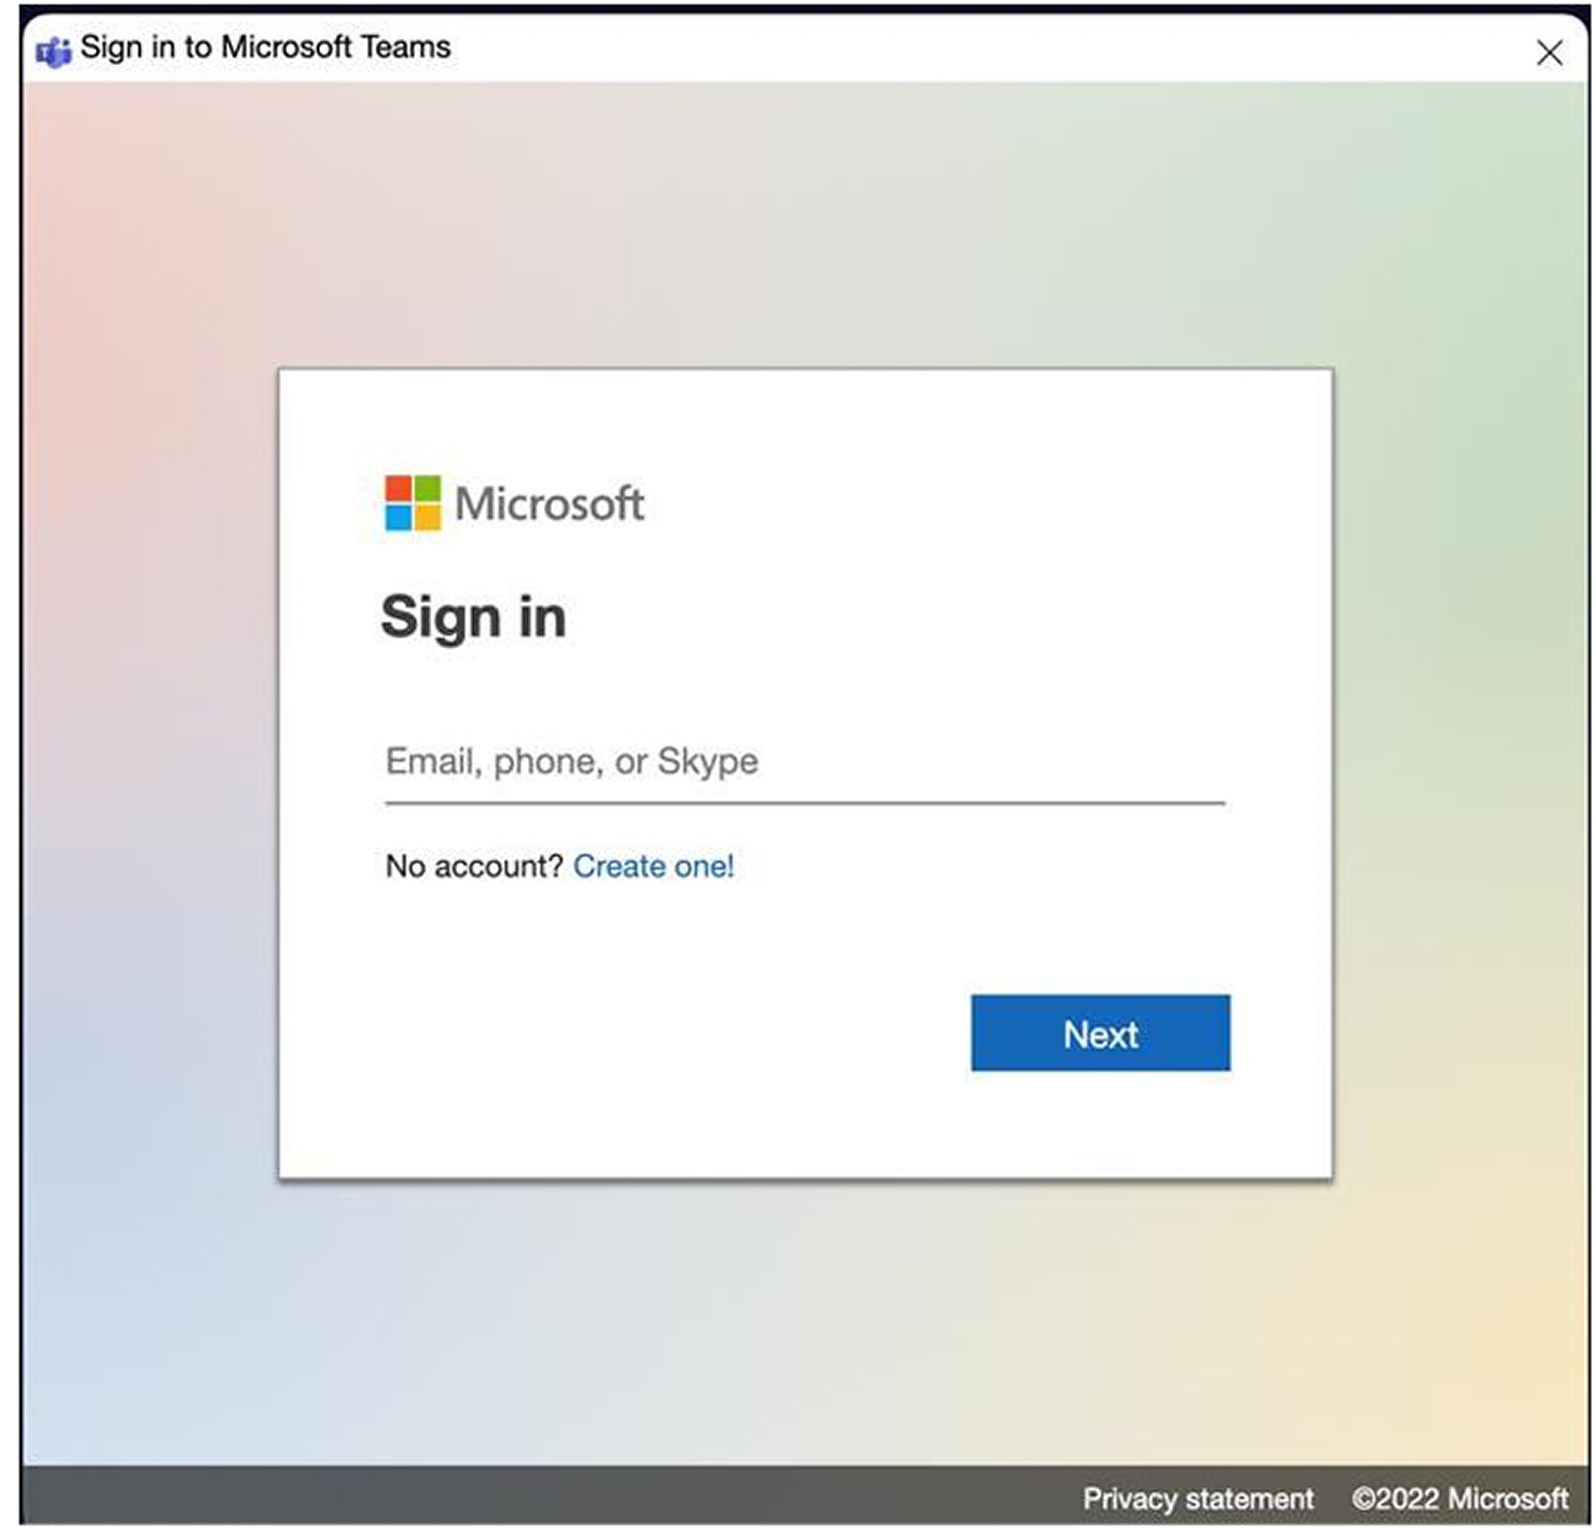 Sign in to Microsoft Teams
Microsoft
Sign in
Email, phone, or Skype
No account? Create one!
Next
Privacy statement ©2022 Microsoft